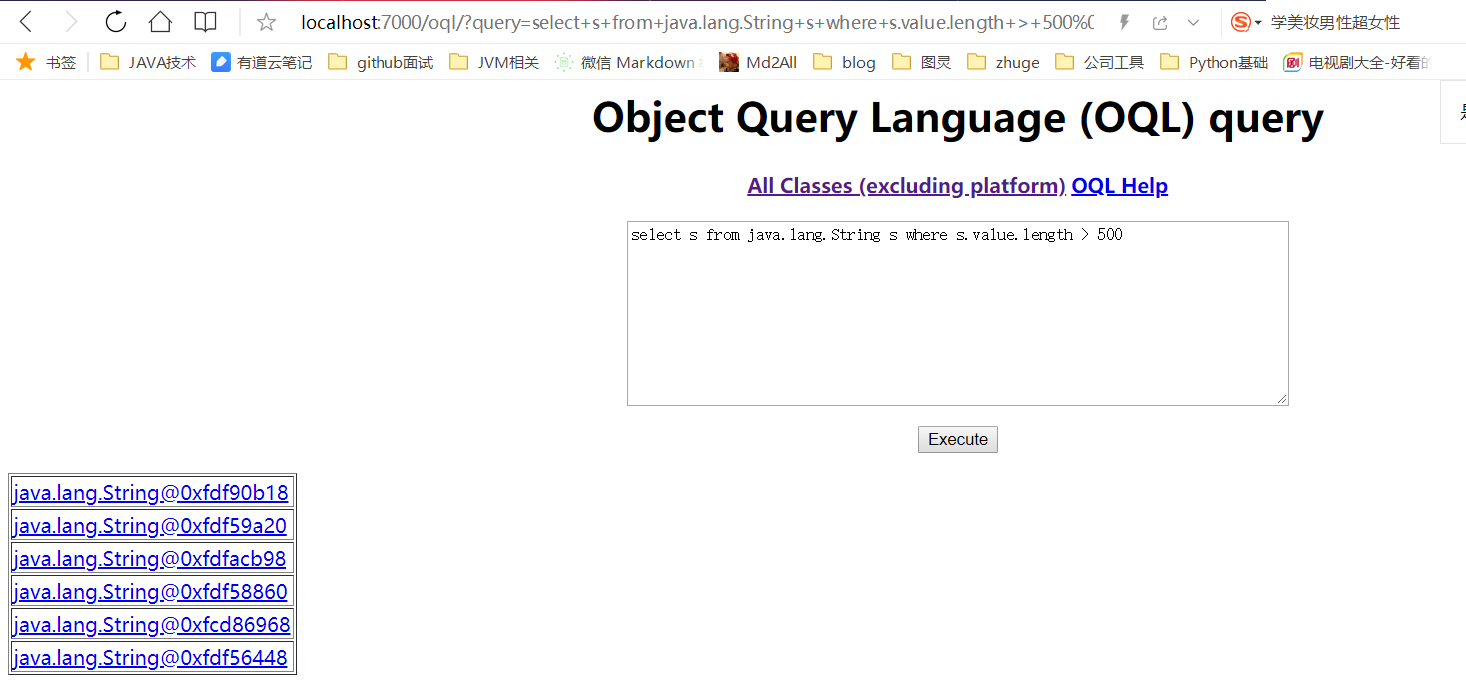 localhost:7000/oql/?query=select+s+from+java.lang.String+s+where+s.value.length+>+500%0
学美妆男性超女性
书签 JAVA技术 有道云笔记 github面试 JVM相关 微信 Markdown Md2All blog 图灵 zhuge 公司工具 Python基础 电视剧大全-好看的
Object Query Language (OQL) query
All Classes (excluding platform) OQL Help
select s from java.lang.String s where s.value.length > 500
Execute
java.lang.String@0xfdf90b18
java.lang.String@0xfdf59a20
java.lang.String@0xfdfacb98
java.lang.String@0xfdf58860
java.lang.String@0xfcd86968
java.lang.String@0xfdf56448